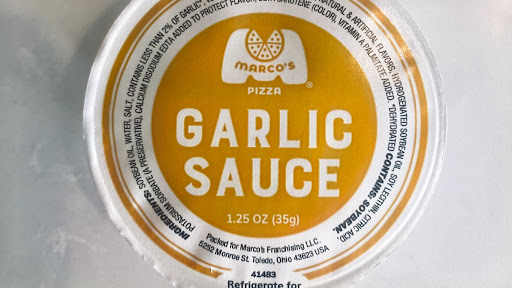 MARCO'S
®
PIZZA
GARLIC
SAUCE
1.25 OZ (35g)
Packed for Marco's Franchising LLC.
5252 Monroe St. Toledo, Ohio 43623 USA
41483
Refrigerate for
INGREDIENTS: SOYBEAN OIL, WATER, SALT, CONTAINS LESS THAN 2% OF GARLIC*,
POTASSIUM SORBATE (A PRESERVATIVE), CALCIUM DISODIUM EDTA ADDED TO PROTECT FLAVOR, BETA CAROTENE (COLOR), VITAMIN A PALMITATE ADDED. *DEHYDRATED CONTAINS: SOYBEAN.
NATURAL & ARTIFICIAL FLAVORS, HYDROGENATED SOYBEAN OIL, SOY LECITHIN, CITRIC ACID,